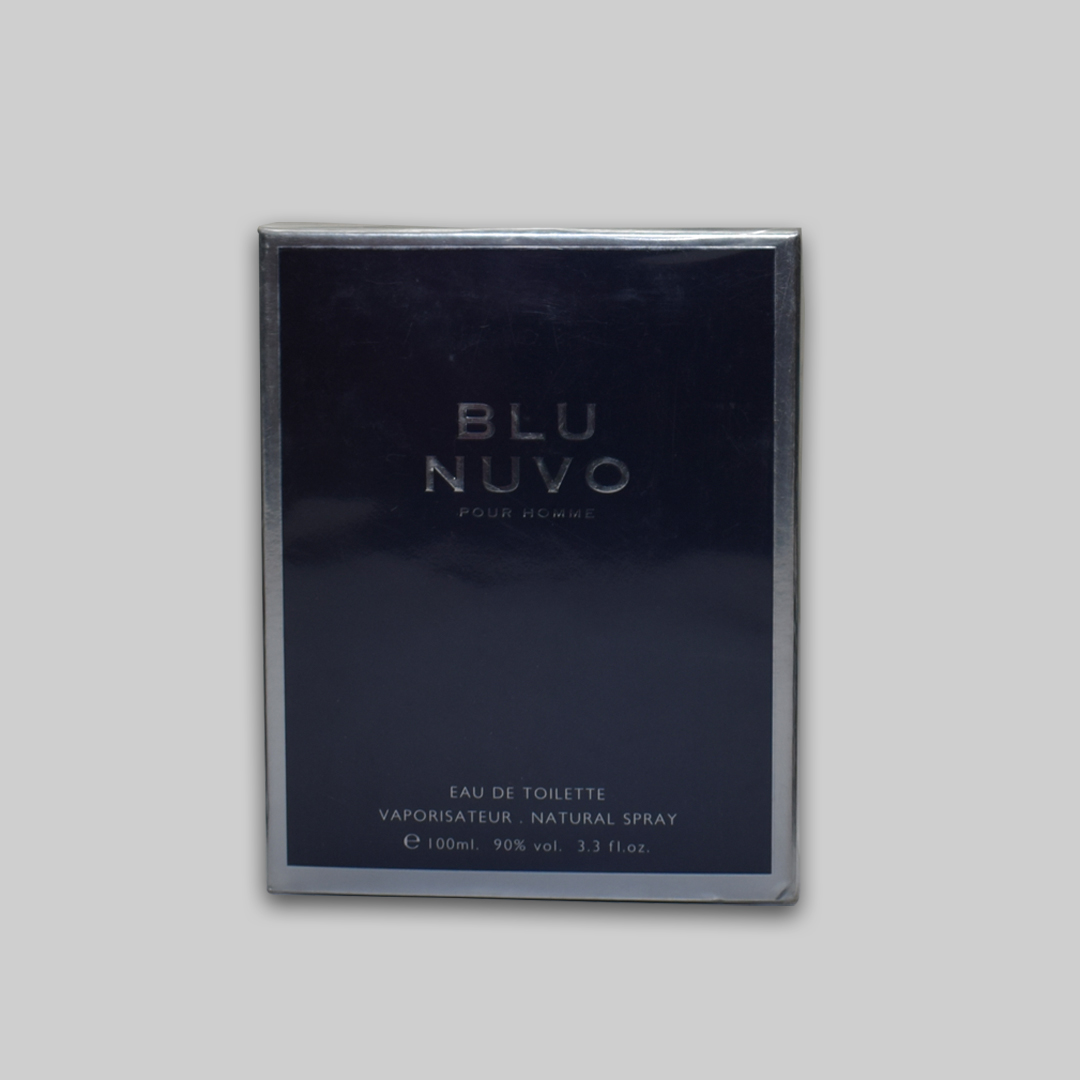 BLU
NUVO
POUR HOMME
EAU DE TOILETTE
VAPORISATEUR . NATURAL SPRAY
℮ 100ml. 90% vol. 3.3 fl.oz.